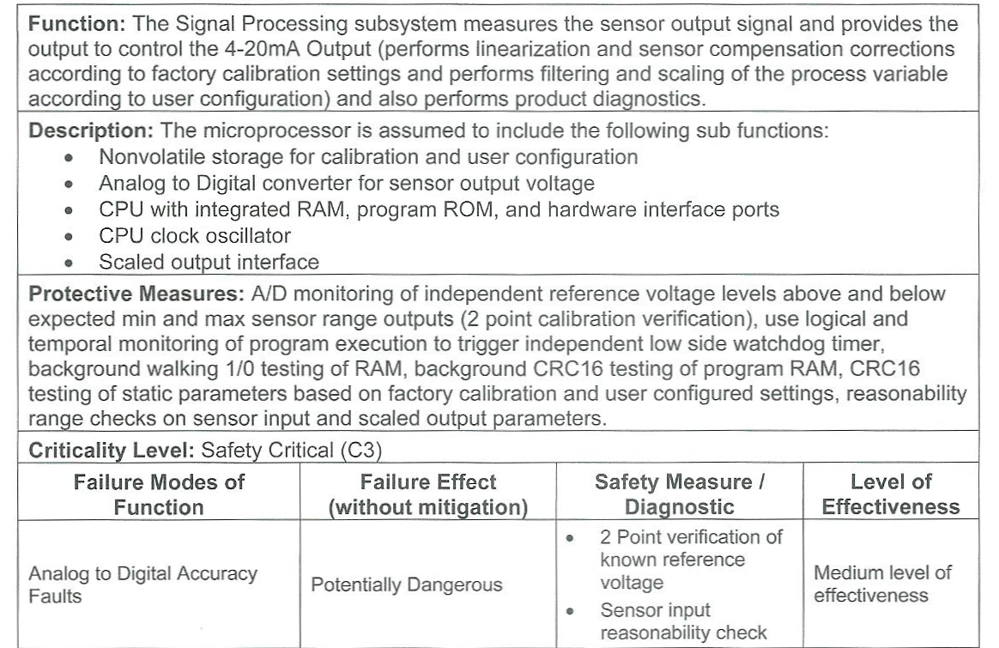 Function: The Signal Processing subsystem measures the sensor output signal and provides the
output to control the 4-20mA Output (performs linearization and sensor compensation corrections
according to factory calibration settings and performs filtering and scaling of the process variable
according to user configuration) and also performs product diagnostics.
Description: The microprocessor is assumed to include the following sub functions:
• Nonvolatile storage for calibration and user configuration
• Analog to Digital converter for sensor output voltage
• CPU with integrated RAM, program ROM, and hardware interface ports
• CPU clock oscillator
• Scaled output interface
Protective Measures: A/D monitoring of independent reference voltage levels above and below
expected min and max sensor range outputs (2 point calibration verification), use logical and
temporal monitoring of program execution to trigger independent low side watchdog timer,
background walking 1/0 testing of RAM, background CRC16 testing of program RAM, CRC16
testing of static parameters based on factory calibration and user configured settings, reasonability
range checks on sensor input and scaled output parameters.
Criticality Level: Safety Critical (C3)
Failure Modes of
Function
Failure Effect
(without mitigation)
Safety Measure /
Diagnostic
Level of
Effectiveness
Analog to Digital Accuracy
Faults
Potentially Dangerous
• 2 Point verification of
known reference
voltage
• Sensor input
reasonability check
Medium level of
effectiveness